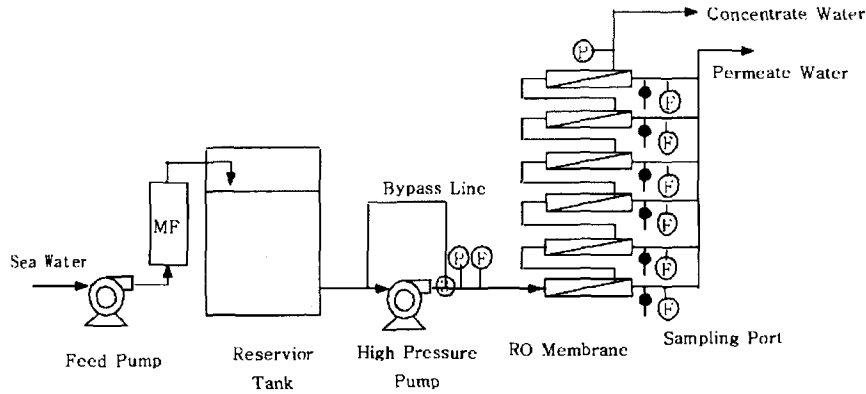 Concentrate Water
P
Permeate Water
F
F
Bypass Line
F
MF
F
Sea Water
P F
F
F
Feed Pump
Reservior
Tank
High Pressure
Pump
RO Membrane
Sampling Port